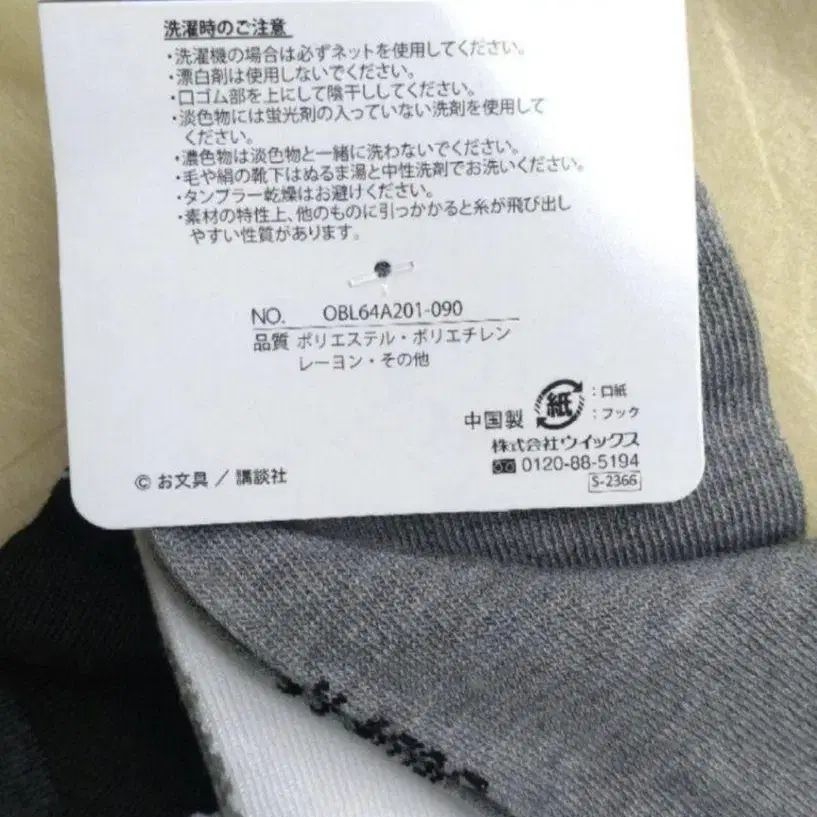 洗濯時のご注意
・洗濯機の場合は必ずネットを使用してください。
・漂白剤は使用しないでください。
・口ゴム部を上にして陰干ししてください。
・淡色物には蛍光剤の入っていない洗剤を使用して
ください。
・濃色物は淡色物と一緒に洗わないでください。
・毛や絹の靴下はぬるま湯と中性洗剤でお洗いください。
・タンブラー乾燥はお避けください。
・素材の特性上、他のものに引っかかると糸が飛び出し
やすい性質があります。
NO. OBL64A201-090
品質 ポリエステル・ポリエチレン
レーヨン・その他
中国製 紙 : 口紙
: フック
株式会社ウイックス
0120-88-5194
S-2366
© お文具 / 講談社